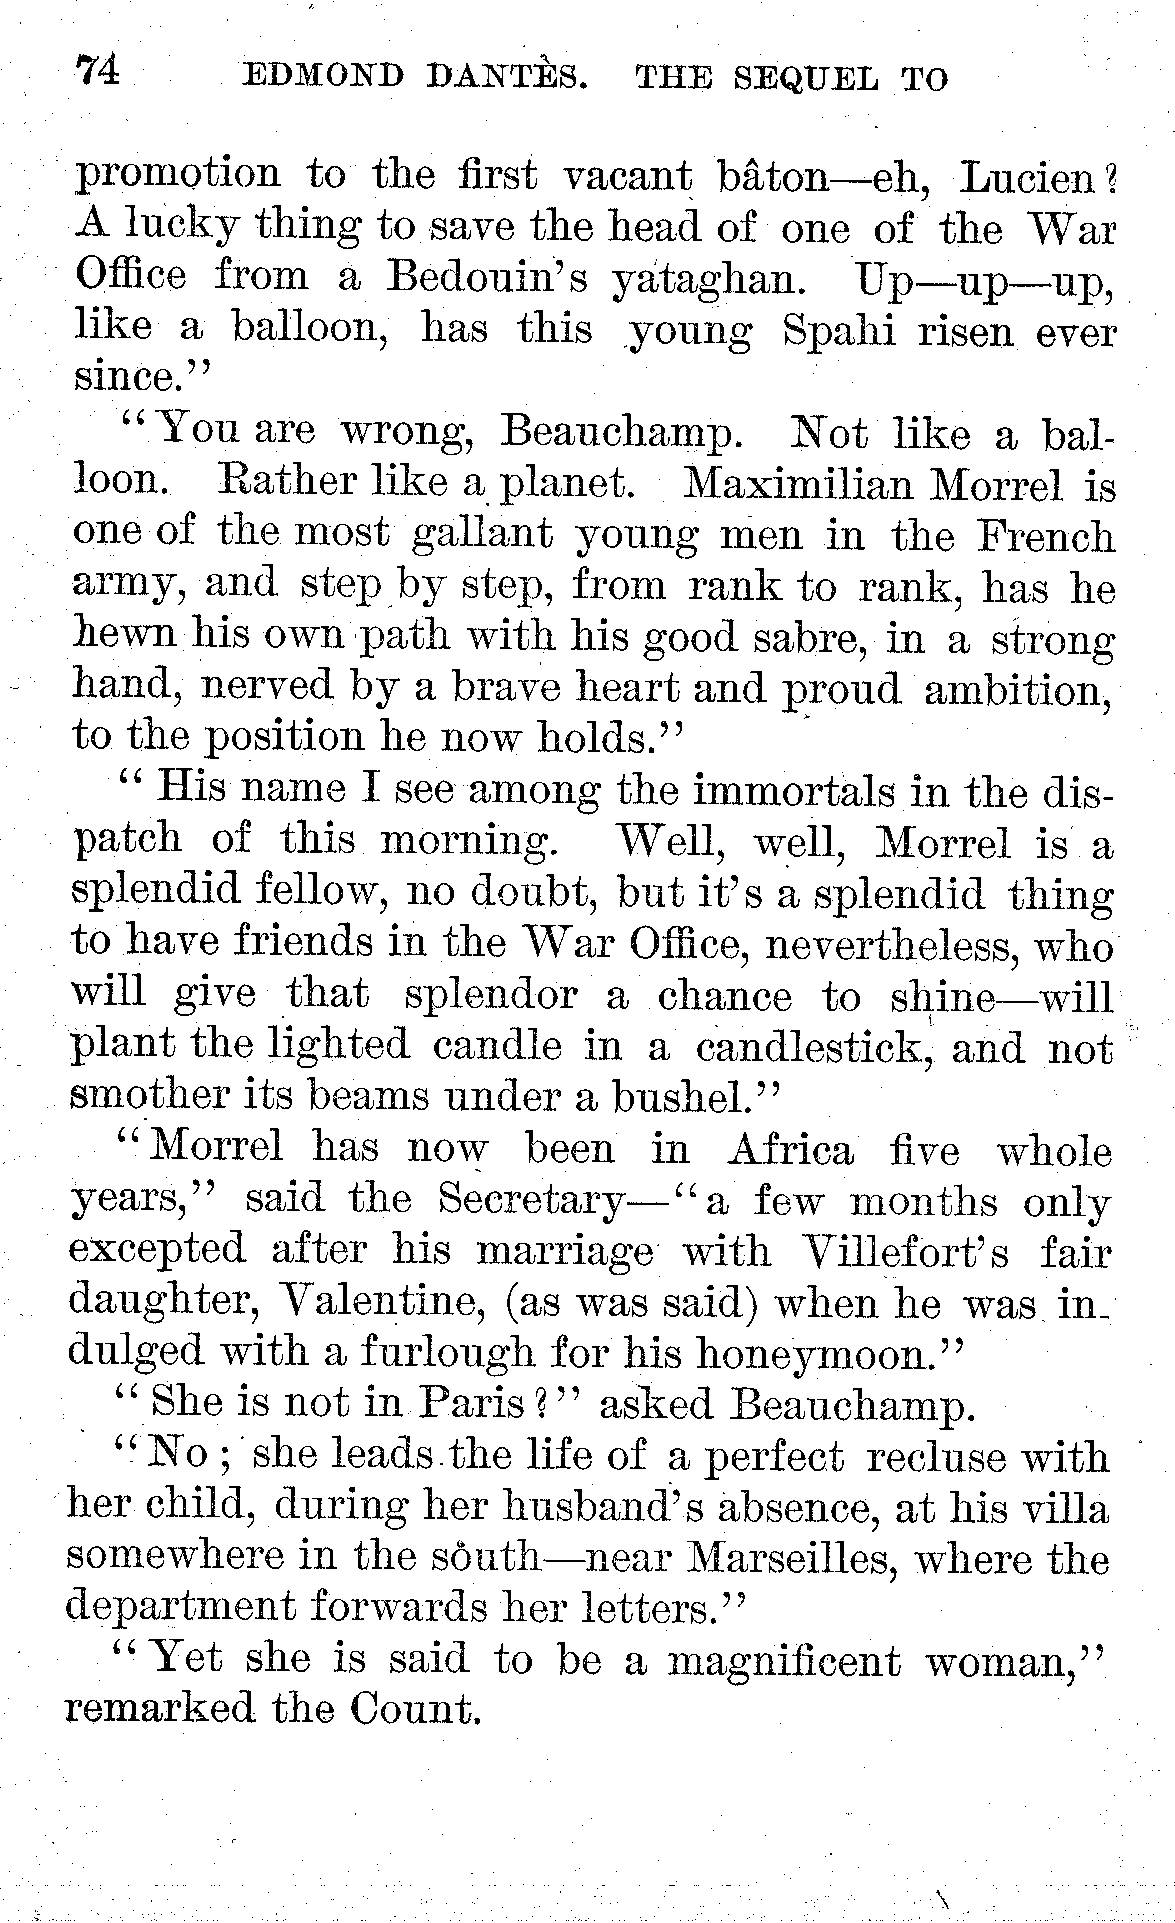 74 EDMOND DANTÈS. THE SEQUEL TO
promotion to the first vacant bâton—eh, Lucien?
A lucky thing to save the head of one of the War
Office from a Bedouin's yataghan. Up—up—up,
like a balloon, has this young Spahi risen ever
since."
"You are wrong, Beauchamp. Not like a bal-
loon. Rather like a planet. Maximilian Morrel is
one of the most gallant young men in the French
army, and step by step, from rank to rank, has he
hewn his own path with his good sabre, in a strong
hand, nerved by a brave heart and proud ambition,
to the position he now holds."
"His name I see among the immortals in the dis-
patch of this morning. Well, well, Morrel is a
splendid fellow, no doubt, but it's a splendid thing
to have friends in the War Office, nevertheless, who
will give that splendor a chance to shine—will
plant the lighted candle in a candlestick, and not
smother its beams under a bushel."
"Morrel has now been in Africa five whole
years," said the Secretary—"a few months only
excepted after his marriage with Villefort's fair
daughter, Valentine, (as was said) when he was in-
dulged with a furlough for his honeymoon."
"She is not in Paris?" asked Beauchamp.
"No; she leads the life of a perfect recluse with
her child, during her husband's absence, at his villa
somewhere in the south—near Marseilles, where the
department forwards her letters."
"Yet she is said to be a magnificent woman,"
remarked the Count.